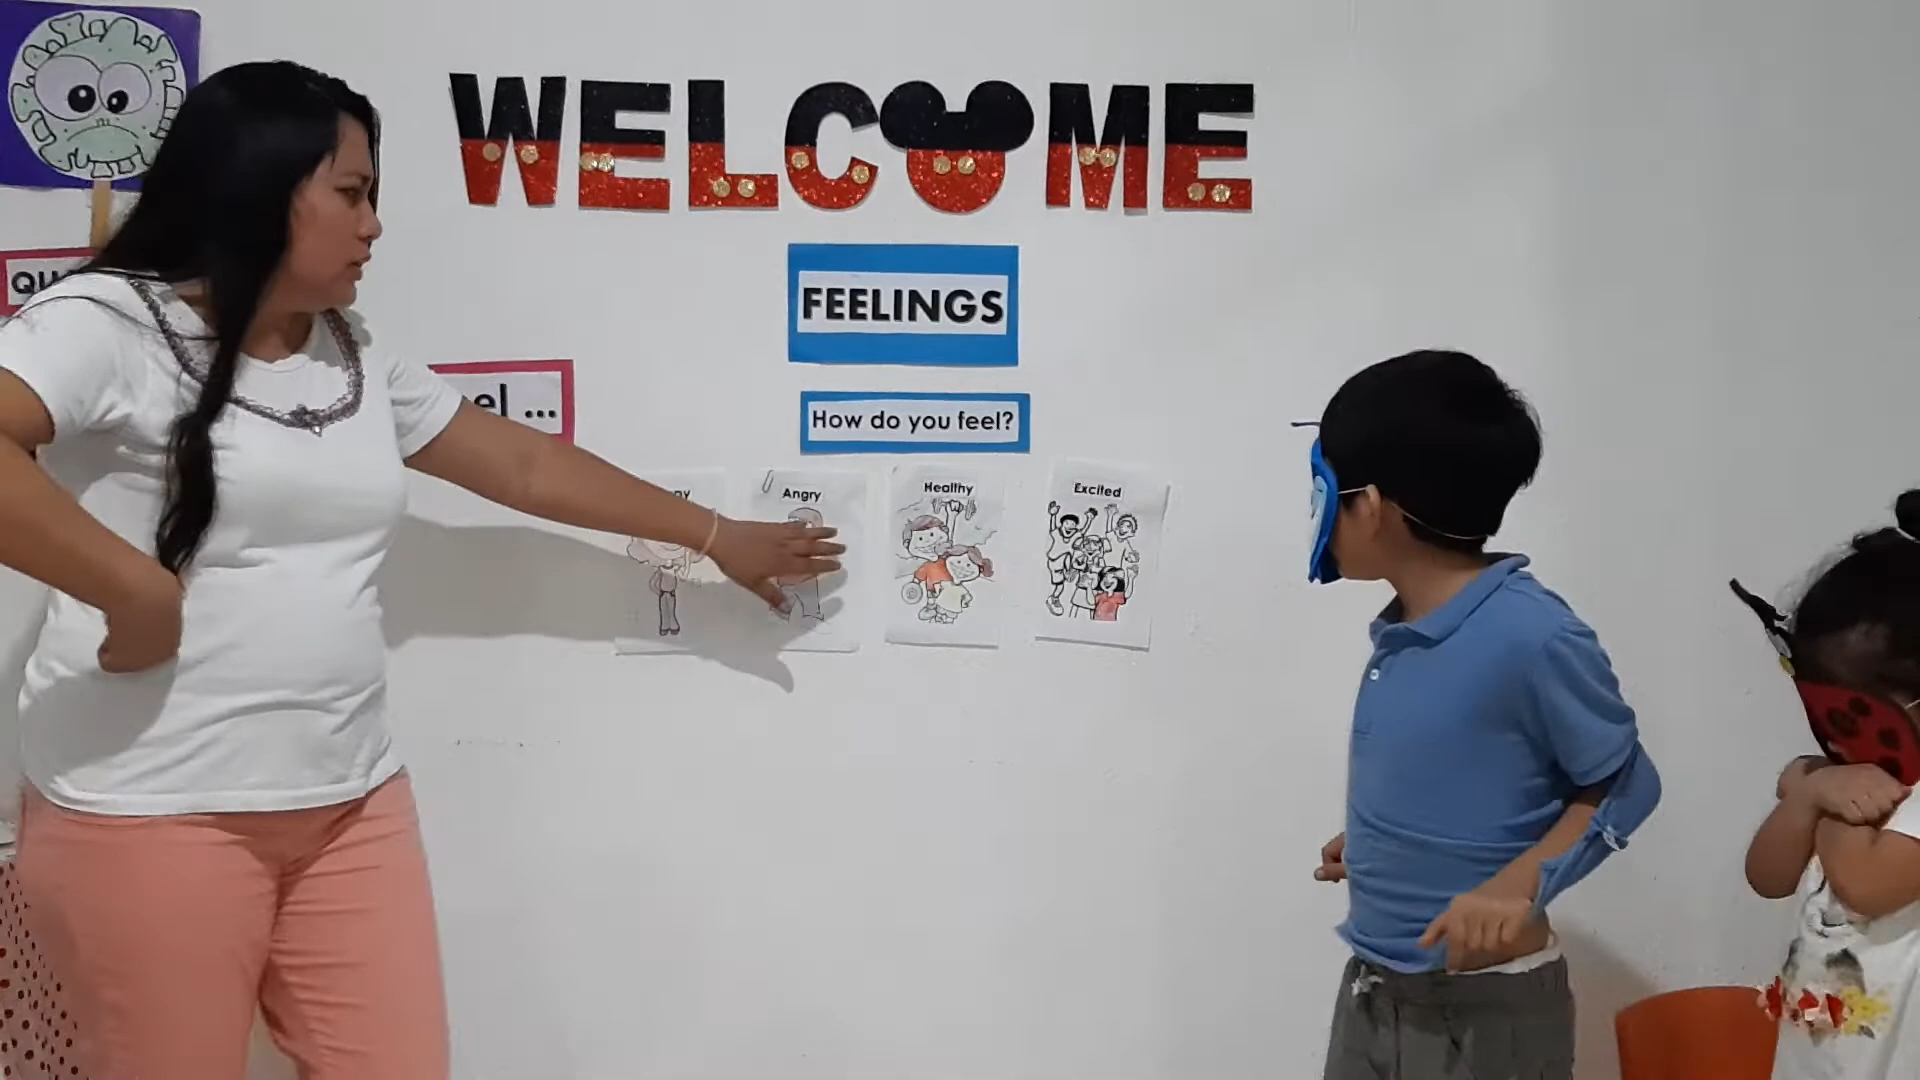 WELCOME
FEELINGS
How do you feel?
Angry
Healthy
Excited